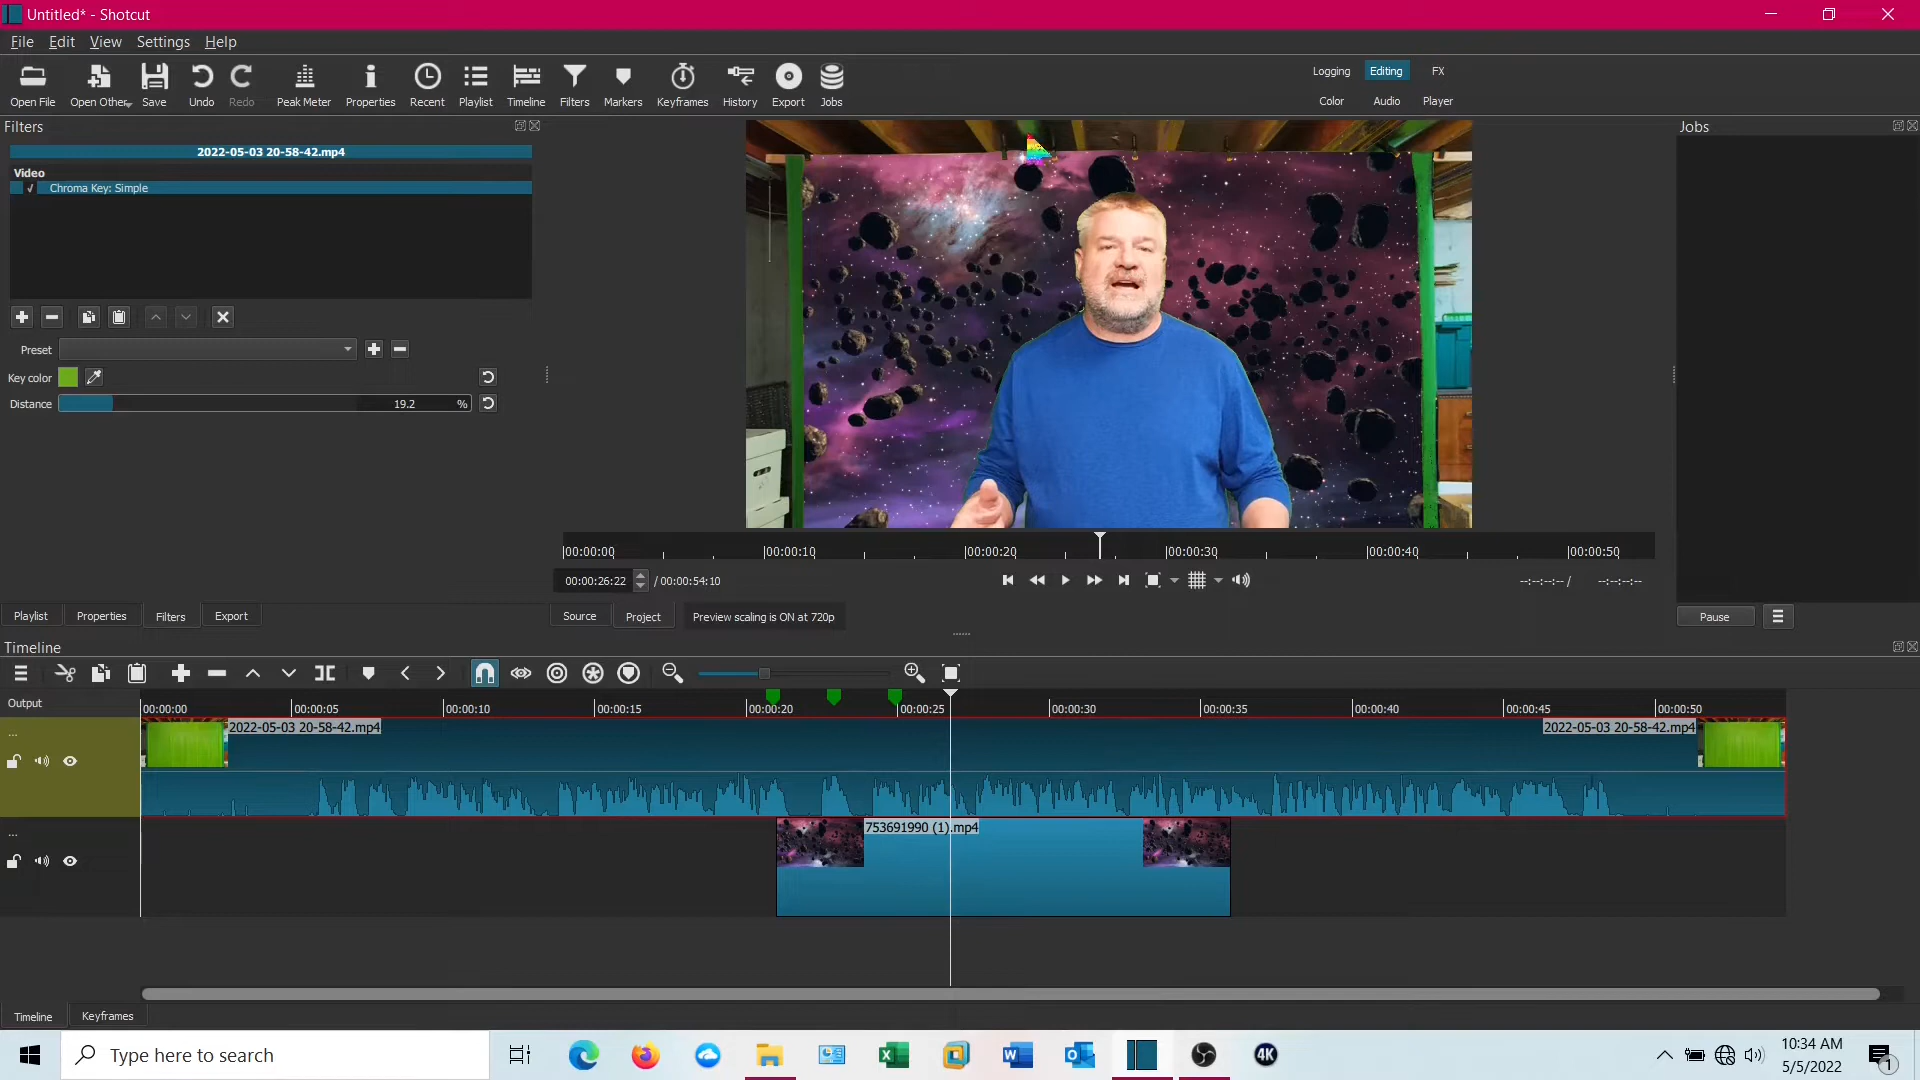 Untitled* - Shotcut
File Edit View Settings Help
Open File Open Other Save Undo Redo Peak Meter Properties Recent Playlist Timeline Filters Markers Keyframes History Export Jobs
Logging Editing FX
Color Audio Player
Filters
Jobs
2022-05-03 20-58-42.mp4
Video
✓ Chroma Key: Simple
Preset
Key color
Distance 19.2 %
00:00:00 00:00:10 00:00:20 00:00:30 00:00:40 00:00:50
00:00:26:22 / 00:00:54:10
--:--:--:-- / --:--:--:--
Playlist Properties Filters Export
Source Project Preview scaling is ON at 720p
Pause
Timeline
Output
00:00:00 00:00:05 00:00:10 00:00:15 00:00:20 00:00:25 00:00:30 00:00:35 00:00:40 00:00:45 00:00:50
... 2022-05-03 20-58-42.mp4 2022-05-03 20-58-42.mp4
... 753691990 (1).mp4
Timeline Keyframes
Type here to search
4K
10:34 AM
5/5/2022
1